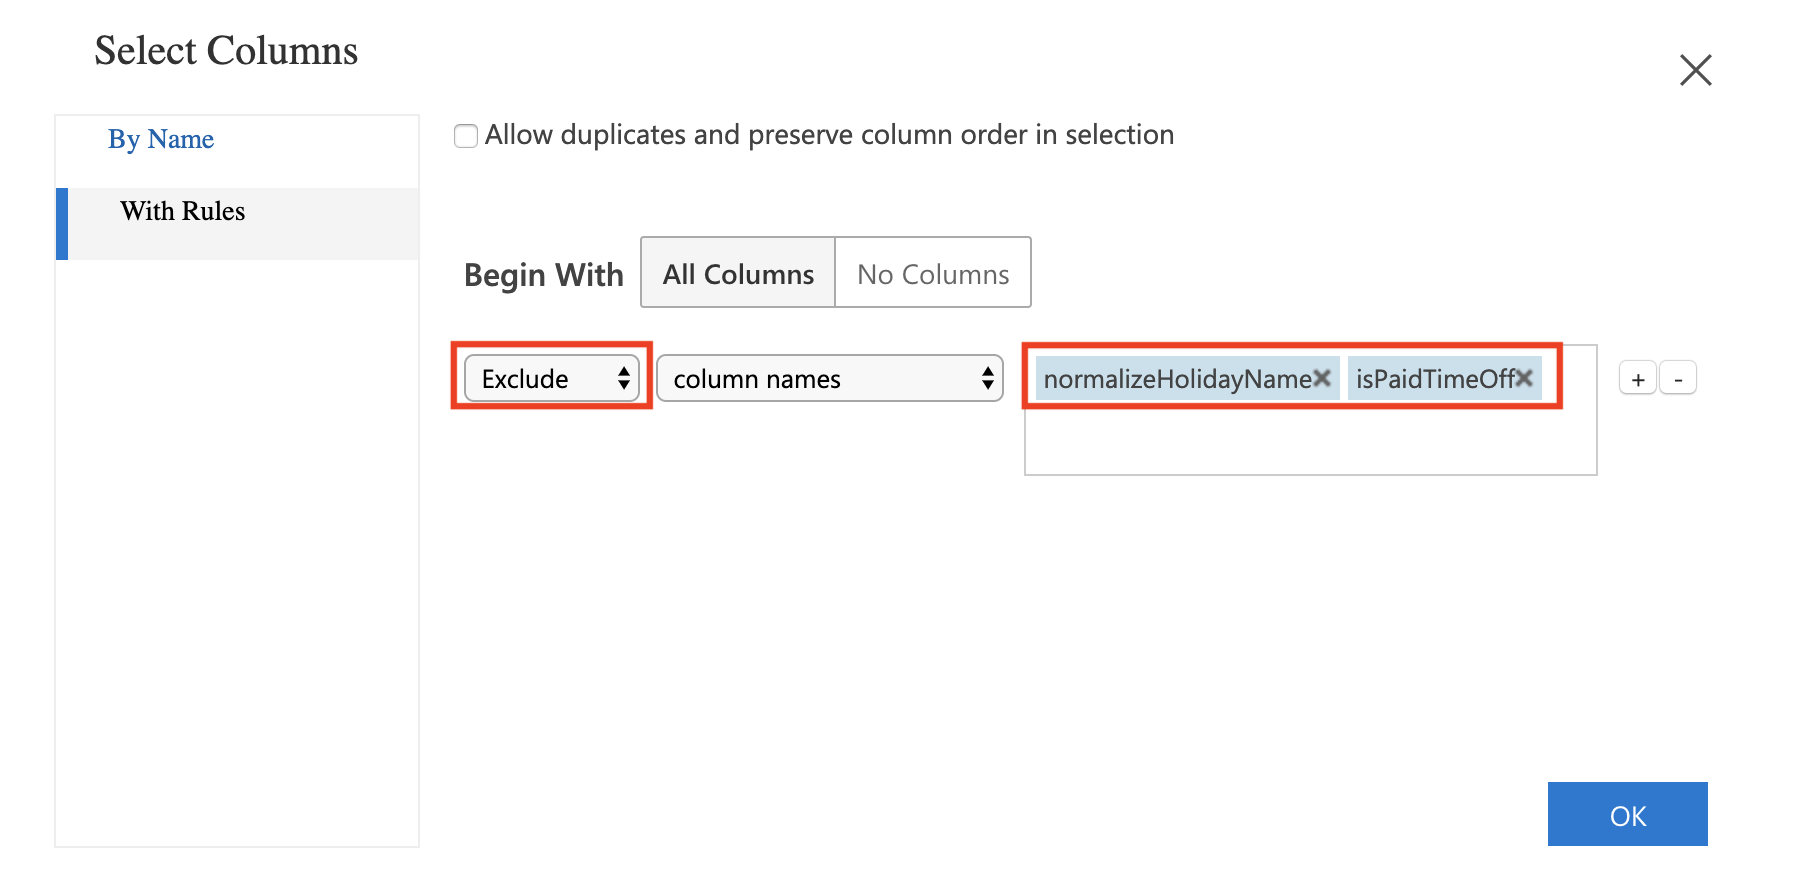 Select Columns
By Name
With Rules
Allow duplicates and preserve column order in selection
Begin With All Columns No Columns
Exclude column names normalizeHolidayName isPaidTimeOff + -
OK